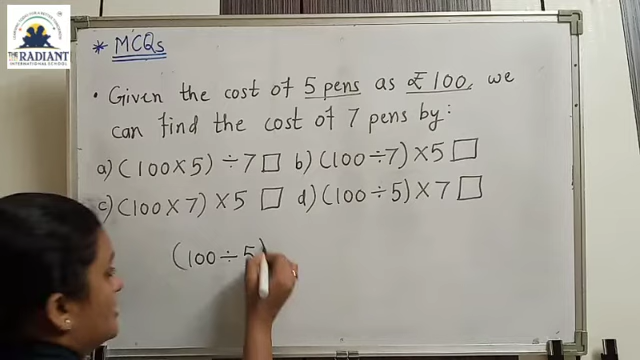 THE RADIANT
INTERNATIONAL SCHOOL
* MCQs
• Given the cost of 5 pens as ₹100, we
can find the cost of 7 pens by:
a) (100×5) ÷7 □ b) (100÷7) ×5 □
c) (100×7) ×5 □ d) (100÷5) ×7 □
(100÷5)